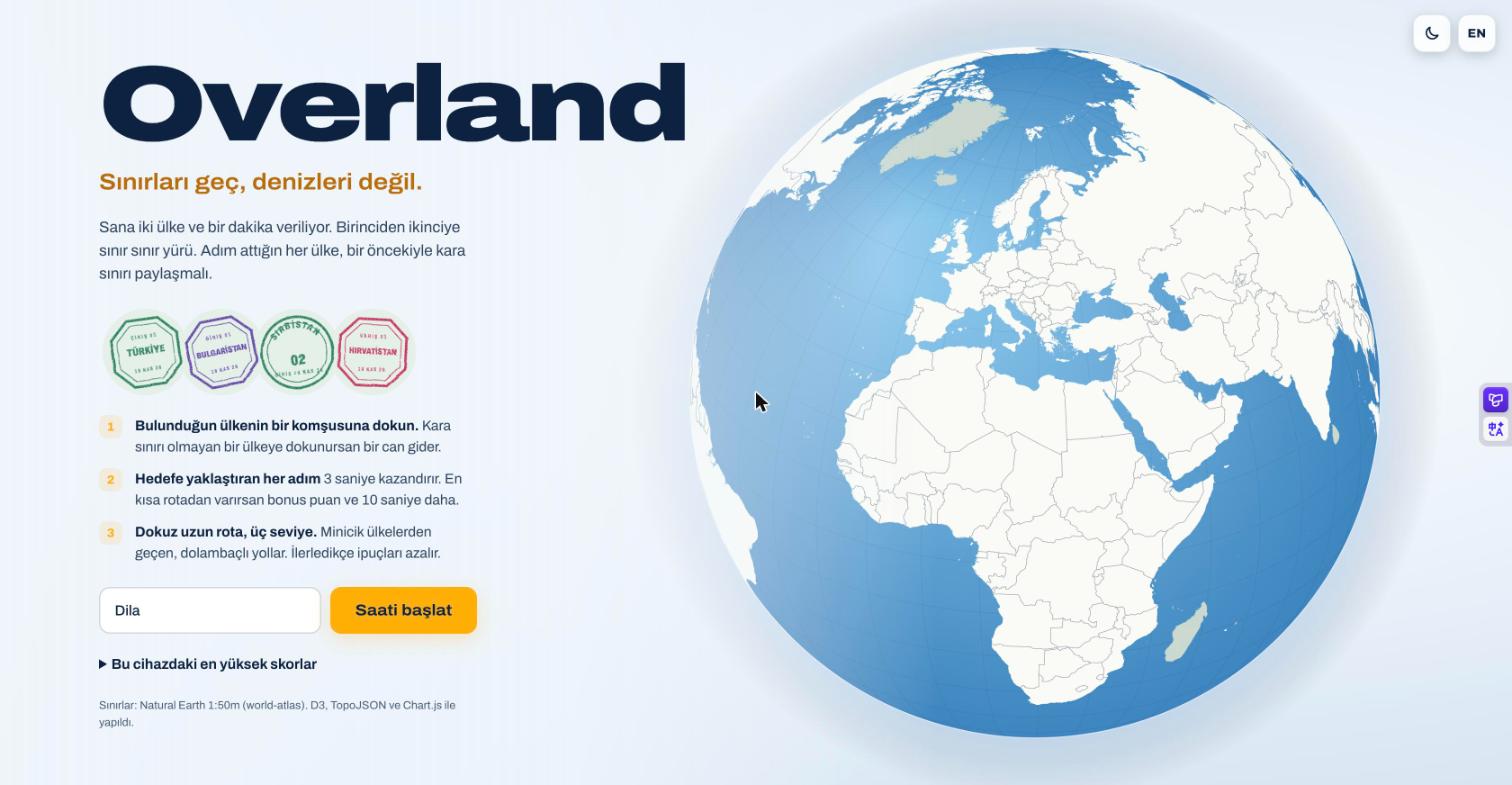 EN
Overland
Sınırları geç, denizleri değil.
Sana iki ülke ve bir dakika veriliyor. Birinciden ikinciye
sınır sınır yürü. Adım attığın her ülke, bir öncekiyle kara
sınırı paylaşmalı.
TÜRKİYE
BULGARİSTAN
SIRBİSTAN
02
HIRVATİSTAN
1
Bulunduğun ülkenin bir komşusuna dokun. Kara
sınırı olmayan bir ülkeye dokunursan bir can gider.
2
Hedefe yaklaştıran her adım 3 saniye kazandırır. En
kısa rotadan varırsan bonus puan ve 10 saniye daha.
3
Dokuz uzun rota, üç seviye. Minicik ülkelerden
geçen, dolambaçlı yollar. İlerledikçe ipuçları azalır.
Dila
Saati başlat
Bu cihazdaki en yüksek skorlar
Sınırlar: Natural Earth 1:50m (world-atlas). D3, TopoJSON ve Chart.js ile
yapıldı.